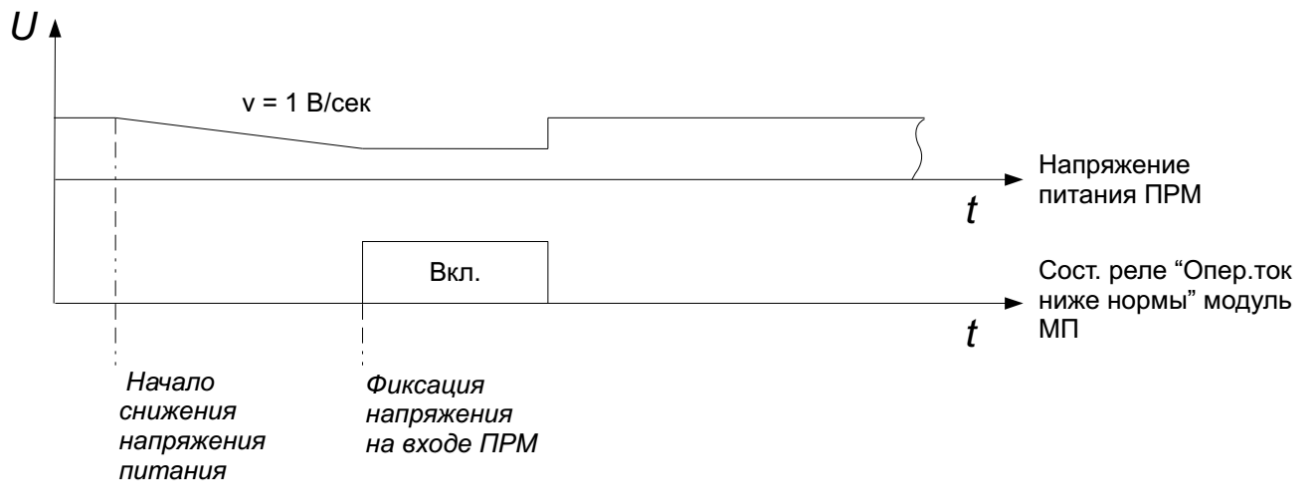 U
v = 1 В/сек
Напряжение
питания ПРМ
t
Вкл.
Сост. реле “Опер.ток
ниже нормы” модуль
МП
t
Начало
снижения
напряжения
питания
Фиксация
напряжения
на входе ПРМ